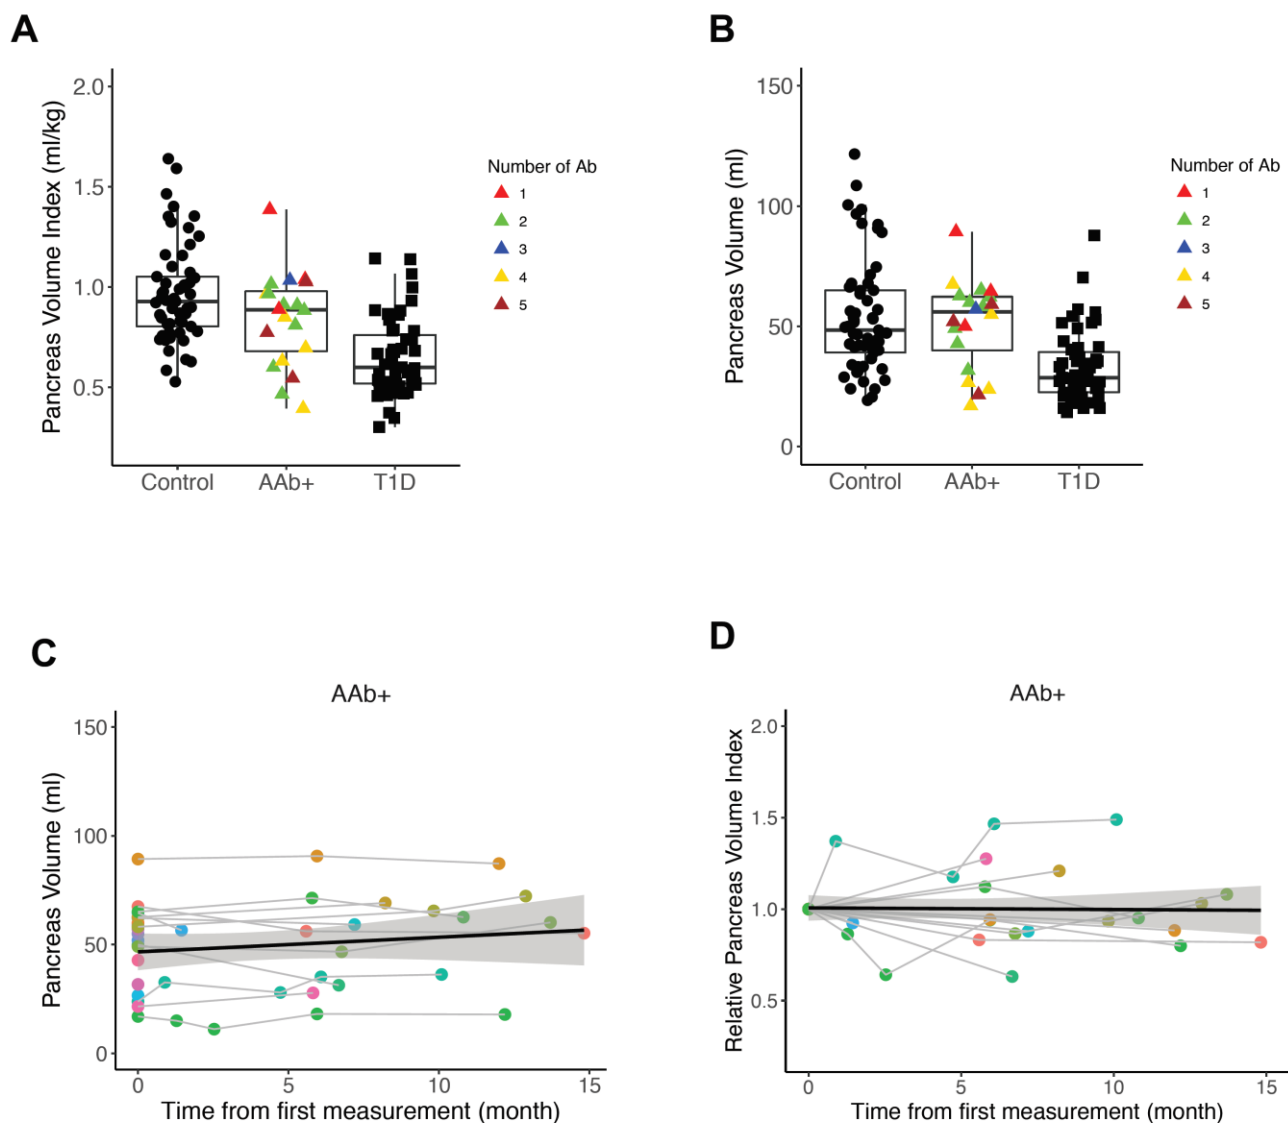 A
Pancreas Volume Index (ml/kg)
2.0
1.5
1.0
0.5
Control AAb+ T1D
Number of Ab
1
2
3
4
5
B
Pancreas Volume (ml)
150
100
50
0
Control AAb+ T1D
Number of Ab
1
2
3
4
5
C
AAb+
Pancreas Volume (ml)
150
100
50
0
0 5 10 15
Time from first measurement (month)
D
AAb+
Relative Pancreas Volume Index
2.0
1.5
1.0
0.5
0 5 10 15
Time from first measurement (month)